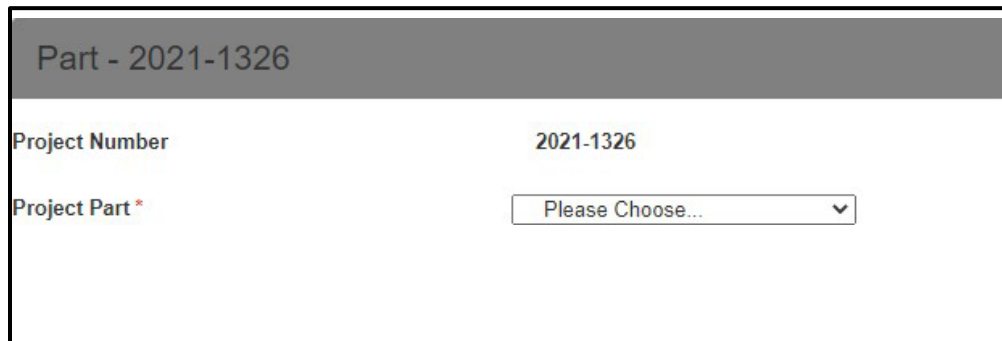 Part - 2021-1326
Project Number 2021-1326
Project Part * Please Choose...